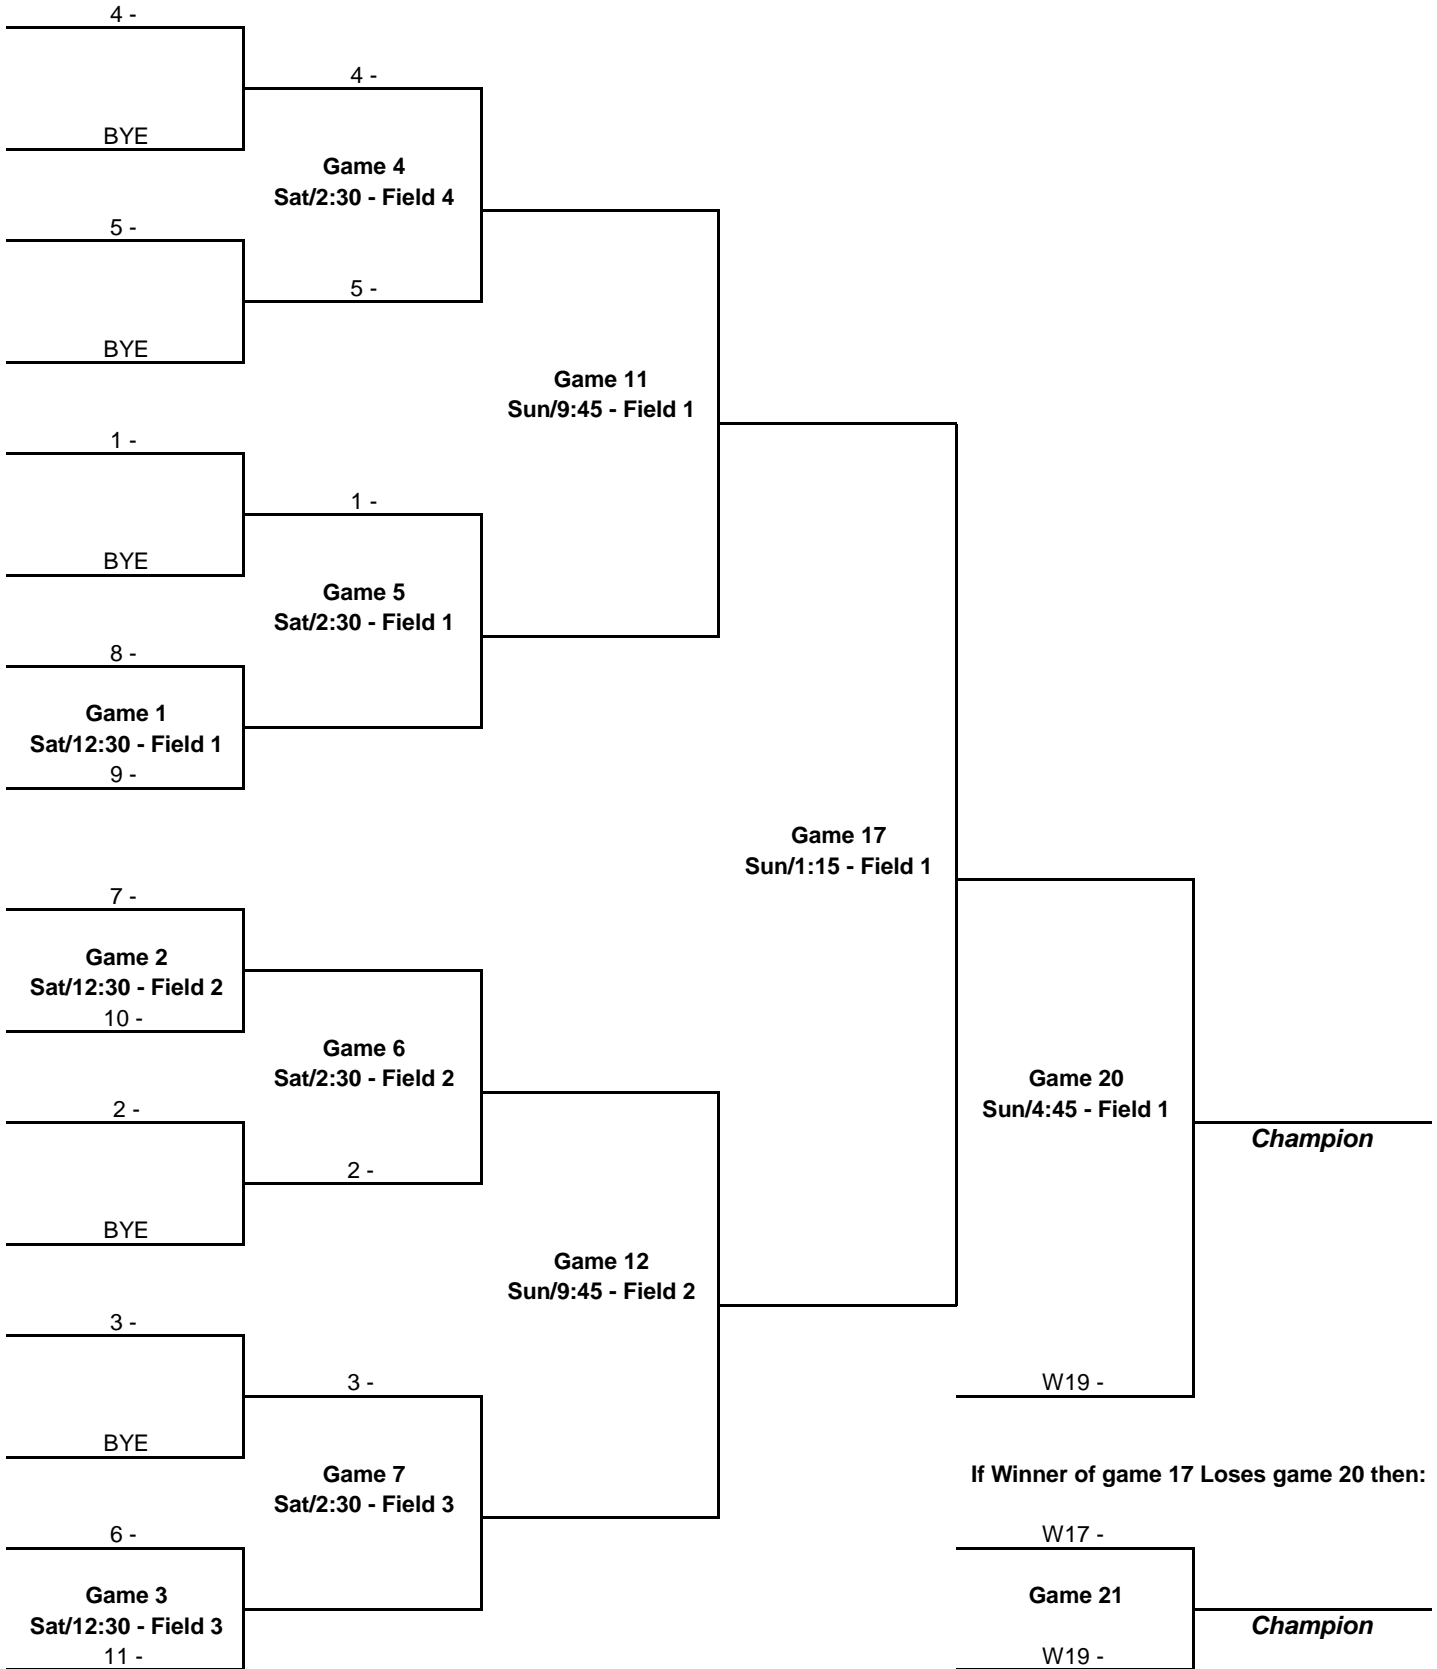 4 -
4 -
BYE
Game 4
Sat/2:30 - Field 4
5 -
5 -
BYE
Game 11
Sun/9:45 - Field 1
1 -
1 -
BYE
Game 5
Sat/2:30 - Field 1
8 -
Game 1
Sat/12:30 - Field 1
9 -
Game 17
Sun/1:15 - Field 1
7 -
Game 2
Sat/12:30 - Field 2
10 -
Game 6
Sat/2:30 - Field 2
Game 20
Sun/4:45 - Field 1
2 -
Champion
2 -
BYE
Game 12
Sun/9:45 - Field 2
3 -
3 -
W19 -
BYE
Game 7
Sat/2:30 - Field 3
If Winner of game 17 Loses game 20 then:
6 -
W17 -
Game 3
Sat/12:30 - Field 3
Game 21
Champion
11 -
W19 -